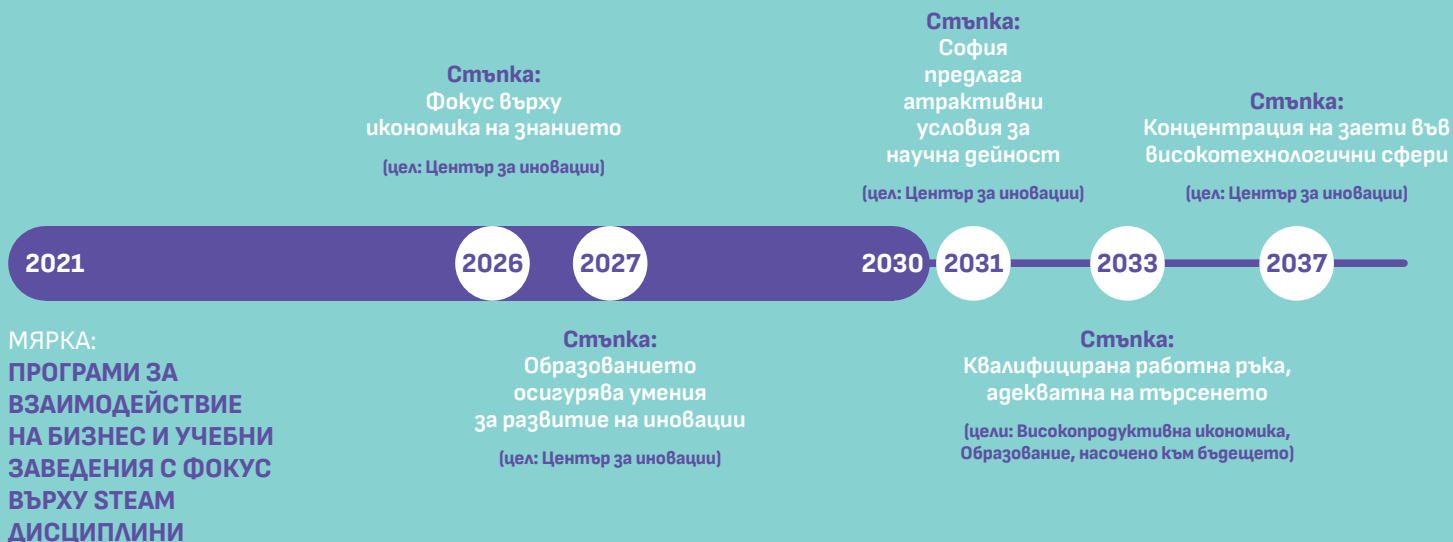 Стъпка:
Фокус върху
икономика на знанието
(цел: Център за иновации)
Стъпка:
София
предлага
атрактивни
условия за
научна дейност
(цел: Център за иновации)
Стъпка:
Концентрация на заети във
високотехнологични сфери
(цел: Център за иновации)
2021 2026 2027 2030 2031 2033 2037
МЯРКА:
ПРОГРАМИ ЗА
ВЗАИМОДЕЙСТВИЕ
НА БИЗНЕС И УЧЕБНИ
ЗАВЕДЕНИЯ С ФОКУС
ВЪРХУ STEAM
ДИСЦИПЛИНИ
Стъпка:
Образованието
осигурява умения
за развитие на иновации
(цел: Център за иновации)
Стъпка:
Квалифицирана работна ръка,
адекватна на търсенето
(цели: Високопродуктивна икономика,
Образование, насочено към бъдещето)